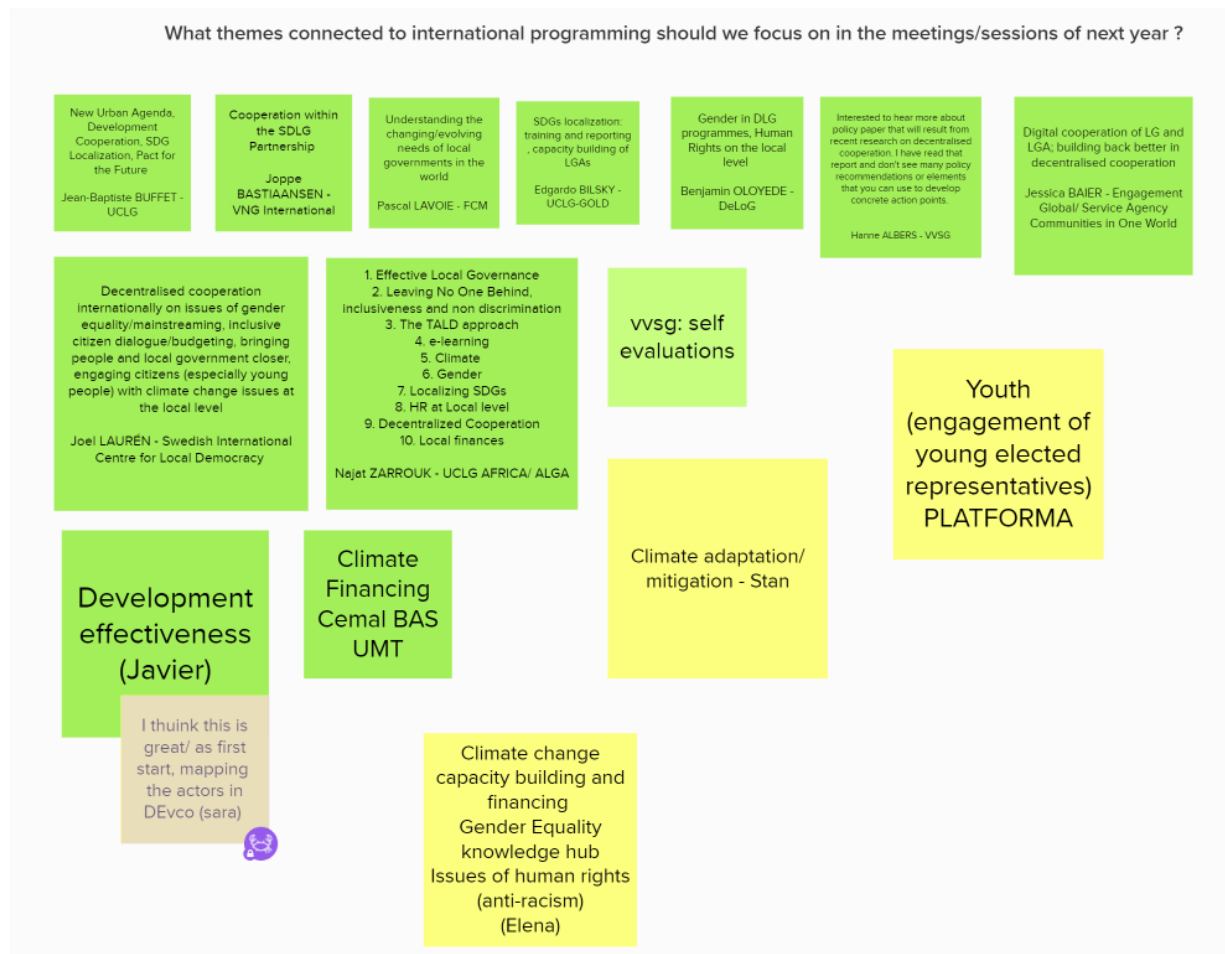 What themes connected to international programming should we focus on in the meetings/sessions of next year ?
New Urban Agenda,
Development
Cooperation, SDG
Localization, Pact for
the Future
Jean-Baptiste BUFFET -
UCLG
Cooperation within
the SDLG
Partnership
Joppe
BASTIAANSEN -
VNG International
Understanding the
changing/evolving
needs of local
governments in the
world
Pascal LAVOIE - FCM
SDGs localization:
training and reporting
, capacity building of
LGAs
Edgardo BILSKY -
UCLG-GOLD
Gender in DLG
programmes, Human
Rights on the local
level
Benjamin OLOYEDE -
DeLoG
Interested to hear more about
policy paper that will result from
recent research on decentralised
cooperation. I have read that
report and don't see many policy
recommendations or elements
that you can use to develop
concrete action points.
Hanne ALBERS - VVSG
Digital cooperation of LG and
LGA; building back better in
decentralised cooperation
Jessica BAIER - Engagement
Global/ Service Agency
Communities in One World
Decentralised cooperation
internationally on issues of gender
equality/mainstreaming, inclusive
citizen dialogue/budgeting, bringing
people and local government closer,
engaging citizens (especially young
people) with climate change issues at
the local level
Joel LAURÉN - Swedish International
Centre for Local Democracy
1. Effective Local Governance
2. Leaving No One Behind,
inclusiveness and non discrimination
3. The TALD approach
4. e-learning
5. Climate
6. Gender
7. Localizing SDGs
8. HR at Local level
9. Decentralized Cooperation
10. Local finances
Najat ZARROUK - UCLG AFRICA/ ALGA
vvsg: self
evaluations
Youth
(engagement of
young elected
representatives)
PLATFORMA
Development
effectiveness
(Javier)
Climate
Financing
Cemal BAS
UMT
Climate adaptation/
mitigation - Stan
I thuink this is
great/ as first
start, mapping
the actors in
DEvco (sara)
Climate change
capacity building and
financing
Gender Equality
knowledge hub
Issues of human rights
(anti-racism)
(Elena)